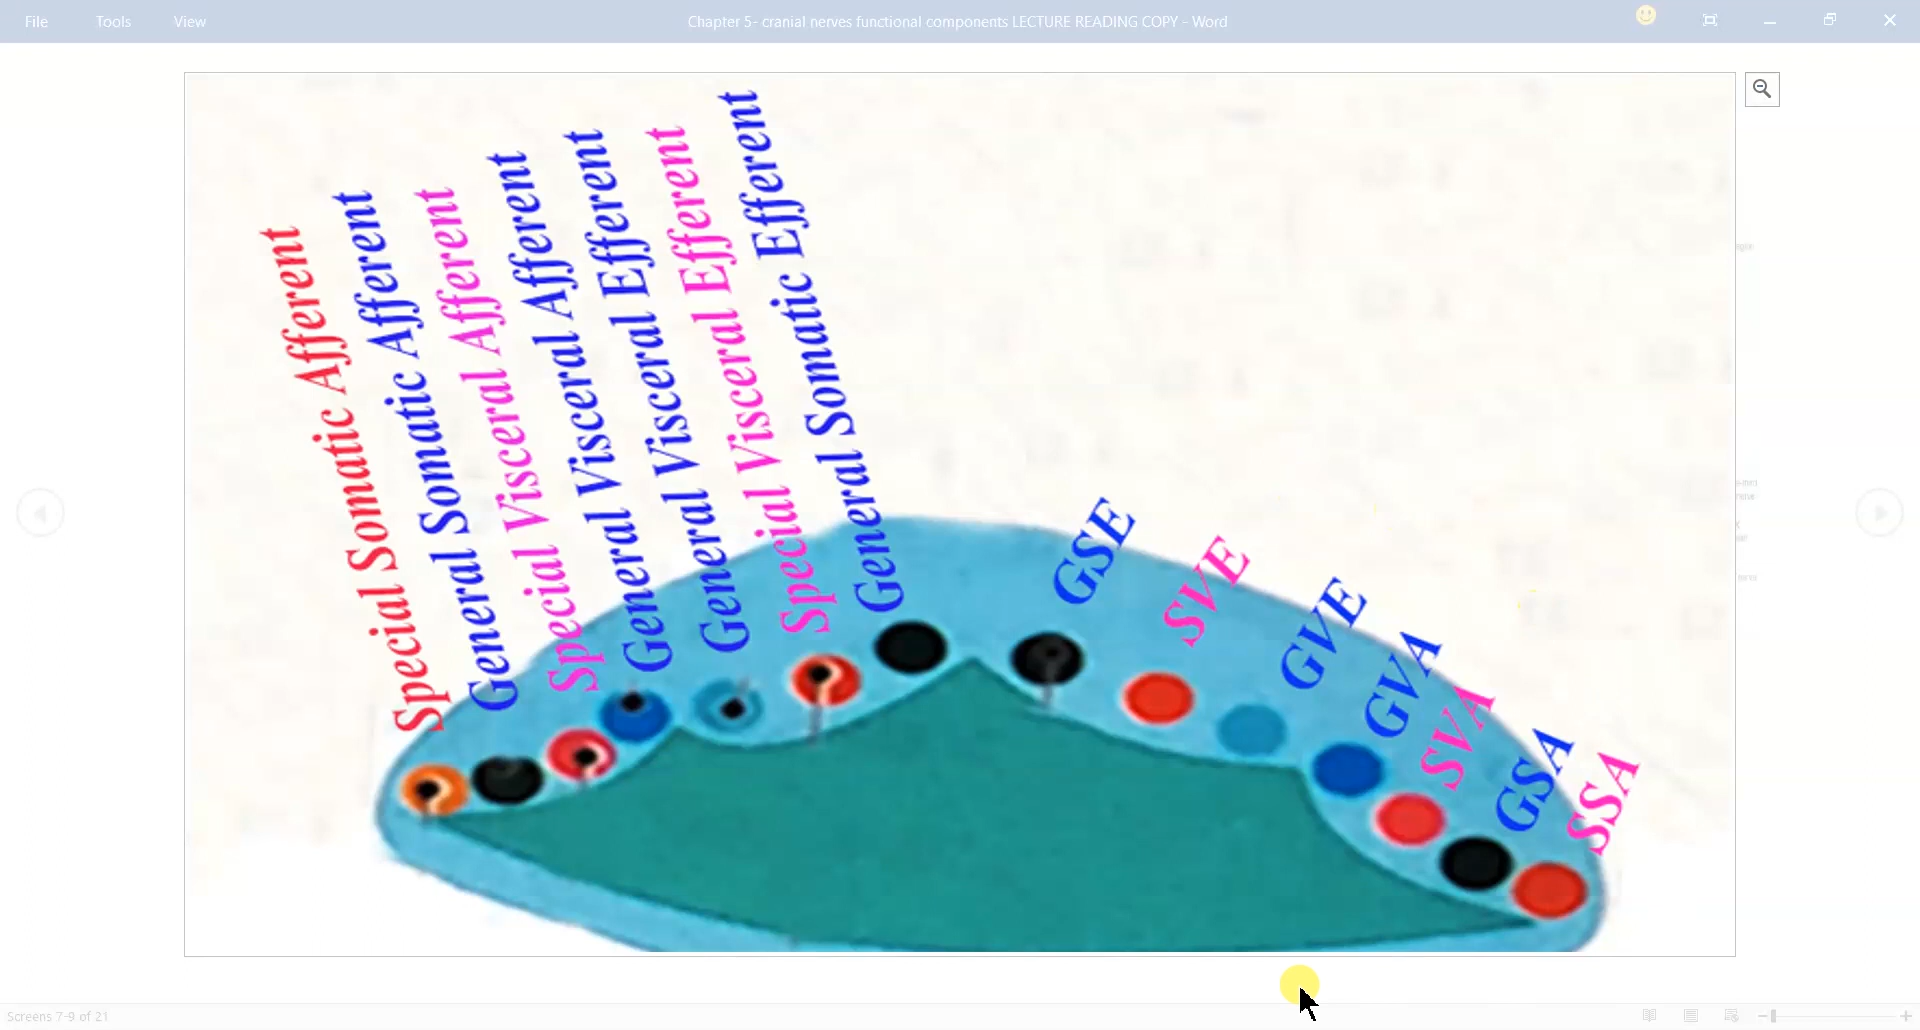 File Tools View
Chapter 5- cranial nerves functional components LECTURE READING COPY - Word
Special Somatic Afferent
General Somatic Afferent
Special Visceral Afferent
General Visceral Afferent
General Visceral Efferent
Special Visceral Efferent
General Somatic Efferent
GSE
SVE
GVE
GVA
SVA
GSA
SSA
Screens 7-9 of 21